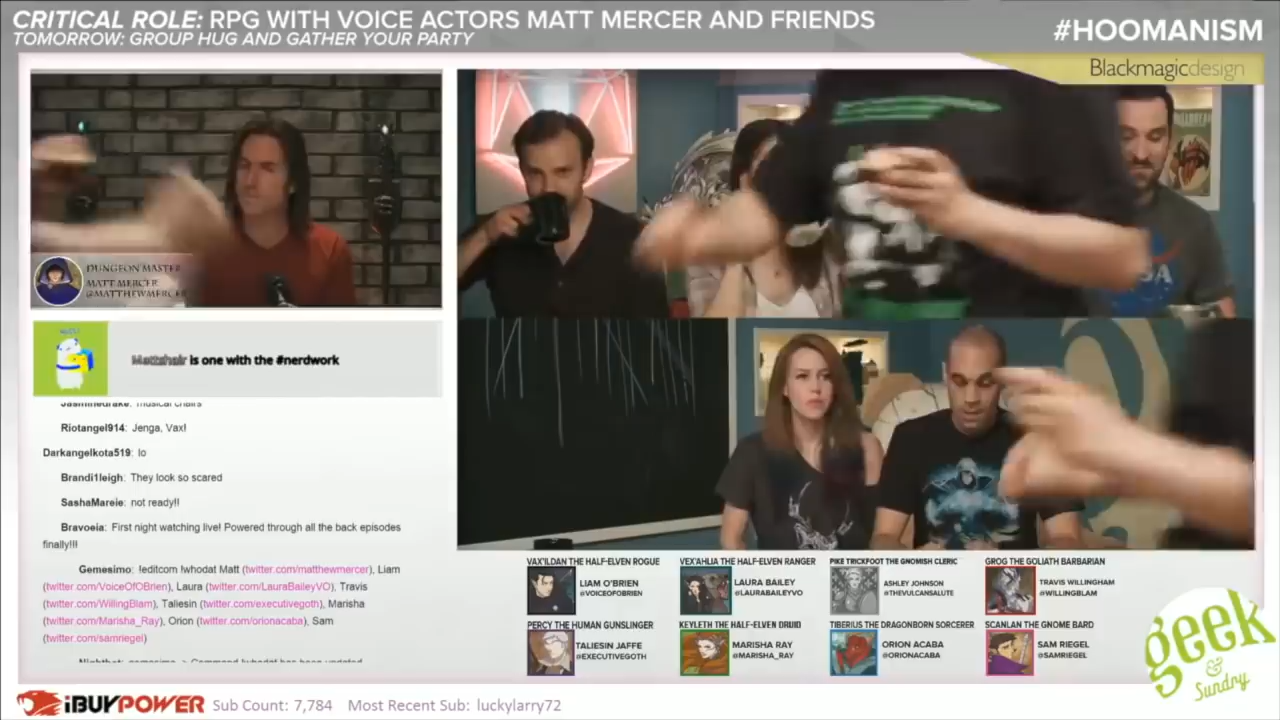 CRITICAL ROLE: RPG WITH VOICE ACTORS MATT MERCER AND FRIENDS
TOMORROW: GROUP HUG AND GATHER YOUR PARTY
#HOOMANISM
Blackmagicdesign
DUNGEON MASTER
MATT MERCER
@MATTHEWMERCER
Mattshair is one with the #nerdwork
Jasminedrake: musical chairs
Riotangel914: Jenga, Vax!
Darkangelkota519: lo
Brandi1leigh: They look so scared
SashaMareie: not ready!!
Bravoeia: First night watching live! Powered through all the back episodes
finally!!!
Gemesimo: !editcom !whodat Matt (twitter.com/matthewmercer), Liam
(twitter.com/VoiceOfOBrien), Laura (twitter.com/LauraBaileyVO), Travis
(twitter.com/WillingBlam), Taliesin (twitter.com/executivegoth), Marisha
(twitter.com/Marisha_Ray), Orion (twitter.com/orionacaba), Sam
(twitter.com/samriegel)
VAX'ILDAN THE HALF-ELVEN ROGUE
LIAM O'BRIEN
@VOICEOFOBRIEN
VEX'AHLIA THE HALF-ELVEN RANGER
LAURA BAILEY
@LAURABAILEYVO
PIKE TRICKFOOT THE GNOMISH CLERIC
ASHLEY JOHNSON
@THEVULCANSALUTE
GROG THE GOLIATH BARBARIAN
TRAVIS WILLINGHAM
@WILLINGBLAM
PERCY THE HUMAN GUNSLINGER
TALIESIN JAFFE
@EXECUTIVEGOTH
KEYLETH THE HALF-ELVEN DRUID
MARISHA RAY
@MARISHA_RAY
TIBERIUS THE DRAGONBORN SORCERER
ORION ACABA
@ORIONACABA
SCANLAN THE GNOME BARD
SAM RIEGEL
@SAMRIEGEL
geek
&
Sundry
iBUYPOWER
Sub Count: 7,784 Most Recent Sub: luckylarry72